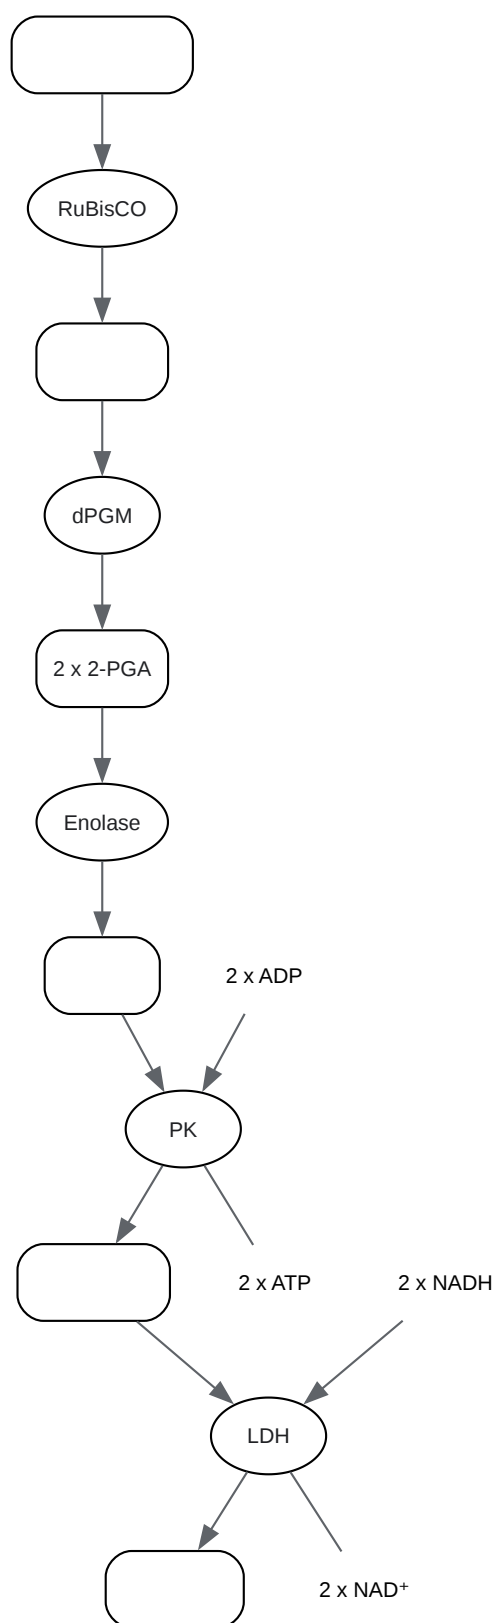 RuBisCO
dPGM
2 x 2-PGA
Enolase
2 x ADP
PK
2 x ATP
2 x NADH
LDH
2 x NAD⁺